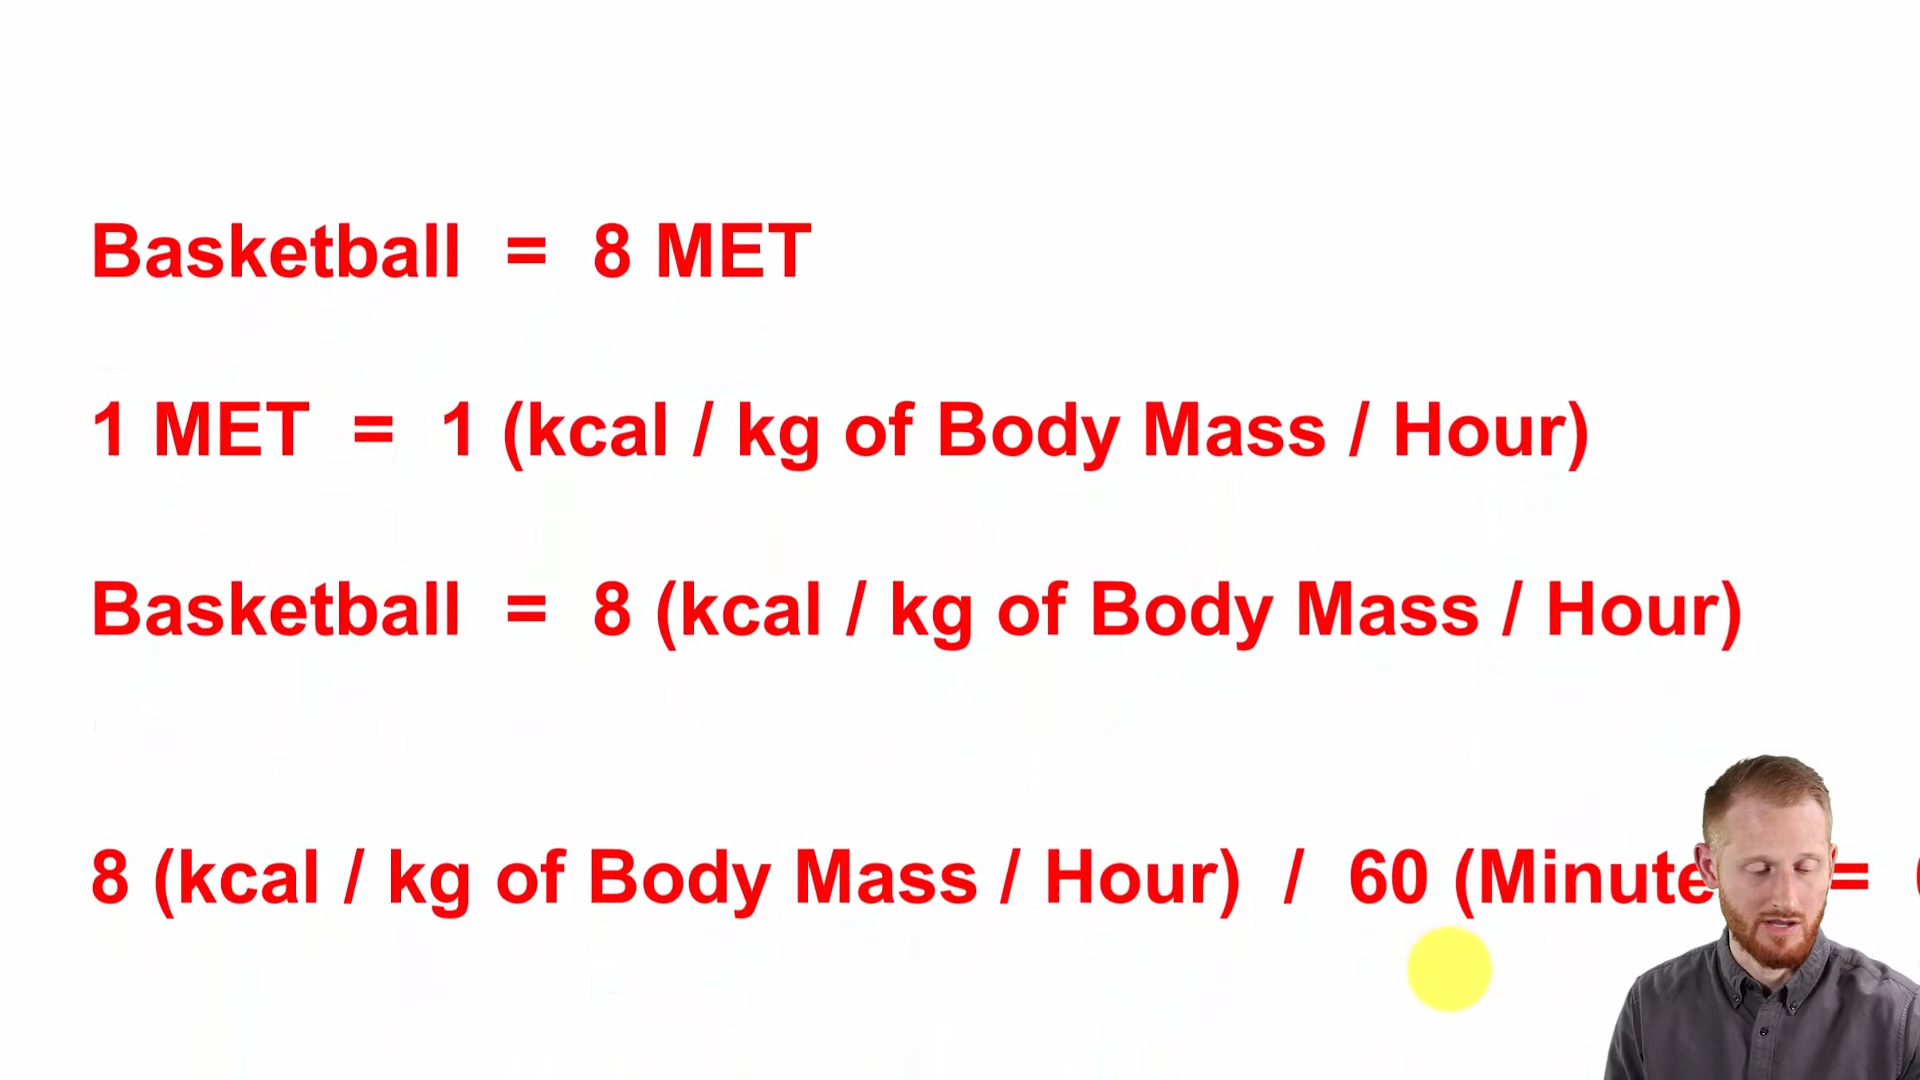 Basketball = 8 MET
1 MET = 1 (kcal / kg of Body Mass / Hour)
Basketball = 8 (kcal / kg of Body Mass / Hour)
8 (kcal / kg of Body Mass / Hour) / 60 (Minute =